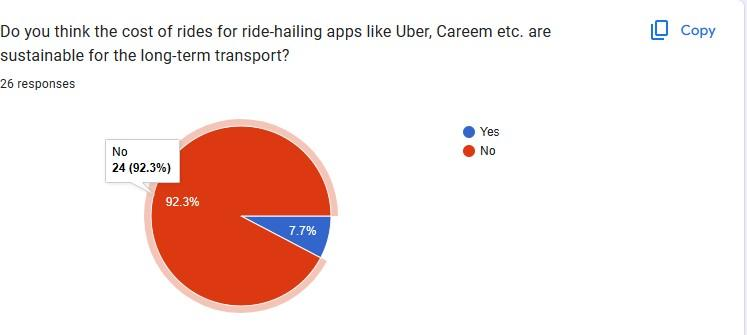 Do you think the cost of rides for ride-hailing apps like Uber, Careem etc. are
sustainable for the long-term transport?
Copy
26 responses
No
24 (92.3%)
92.3%
7.7%
Yes
No